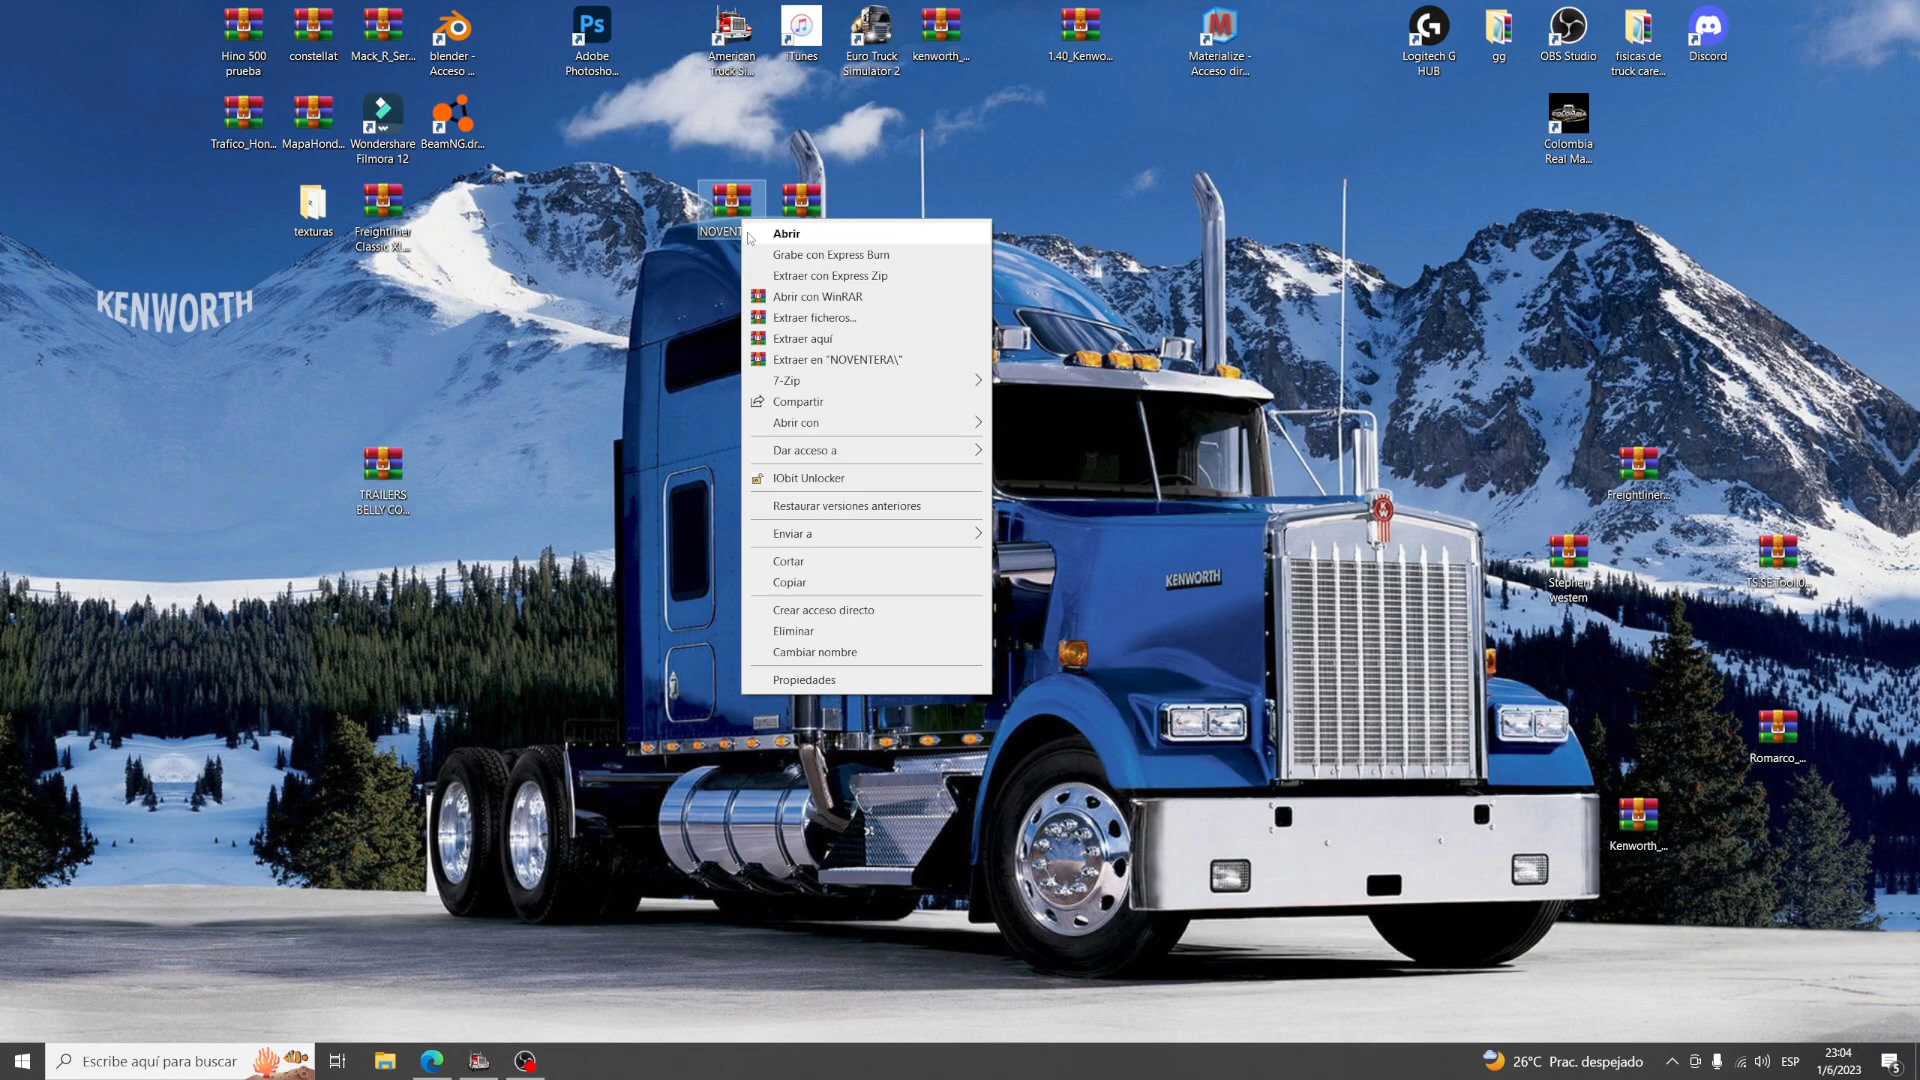 Hino 500
prueba
constellat
Mack_R_Ser...
blender -
Acceso ...
Adobe
Photosho...
American
Truck Si...
iTunes
Euro Truck
Simulator 2
kenworth_...
1.40_Kenwo...
Materialize -
Acceso dir...
Logitech G
HUB
gg
OBS Studio
fisicas de
truck care...
Discord
Trafico_Hon...
MapaHond...
Wondershare
Filmora 12
BeamNG.dr...
Colombia
Real Ma...
texturas
Freightliner
Classic XL...
NOVENT
Abrir
Grabe con Express Burn
Extraer con Express Zip
Abrir con WinRAR
Extraer ficheros...
Extraer aquí
Extraer en "NOVENTERA\"
7-Zip
Compartir
Abrir con
Dar acceso a
IObit Unlocker
Restaurar versiones anteriores
Enviar a
Cortar
Copiar
Crear acceso directo
Eliminar
Cambiar nombre
Propiedades
KENWORTH
TRAILERS
BELLY CO...
KENWORTH
Freightliner...
Stephen
western
TS.SE.Tool.0...
Romarco_...
Kenworth_...
Escribe aquí para buscar
26°C Prac. despejado
ESP
23:04
1/6/2023
5